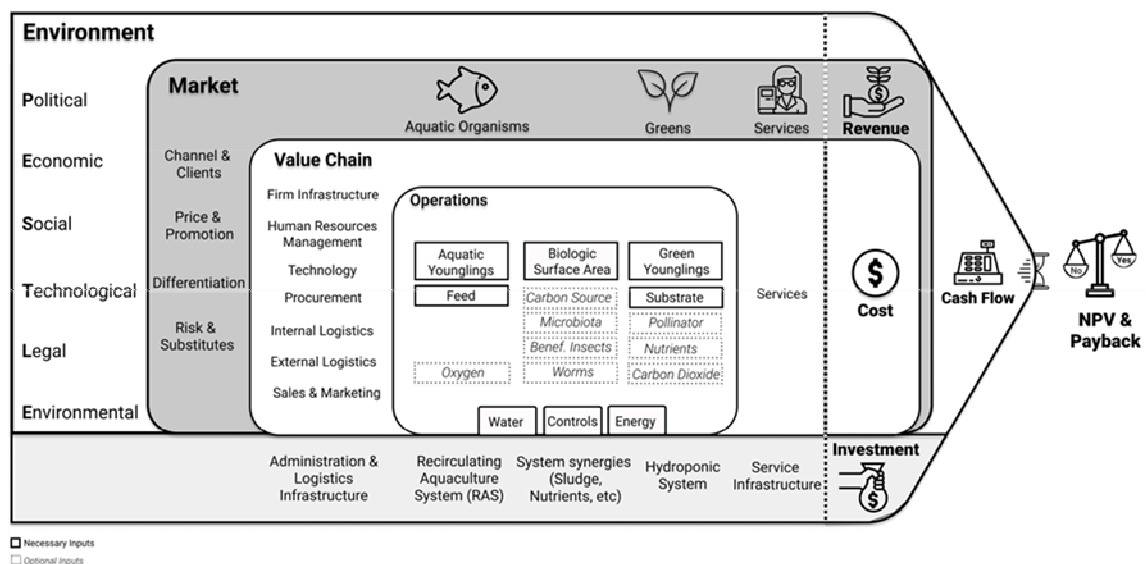 Environment
Political
Economic
Social
Technological
Legal
Environmental
Market
Aquatic Organisms
Greens
Services
Revenue
Channel &
Clients
Price &
Promotion
Differentiation
Risk &
Substitutes
Value Chain
Firm Infrastructure
Human Resources
Management
Technology
Procurement
Internal Logistics
External Logistics
Sales & Marketing
Operations
Aquatic
Younglings
Feed
Oxygen
Biologic
Surface Area
Carbon Source
Microbiota
Benef. Insects
Worms
Green
Younglings
Substrate
Pollinator
Nutrients
Carbon Dioxide
Water
Controls
Energy
Services
$
Cost
Administration &
Logistics
Infrastructure
Recirculating
Aquaculture
System (RAS)
System synergies
(Sludge,
Nutrients, etc)
Hydroponic
System
Service
Infrastructure
Investment
$
Cash Flow
No
Yes
NPV &
Payback
Necessary Inputs
Optional Inputs